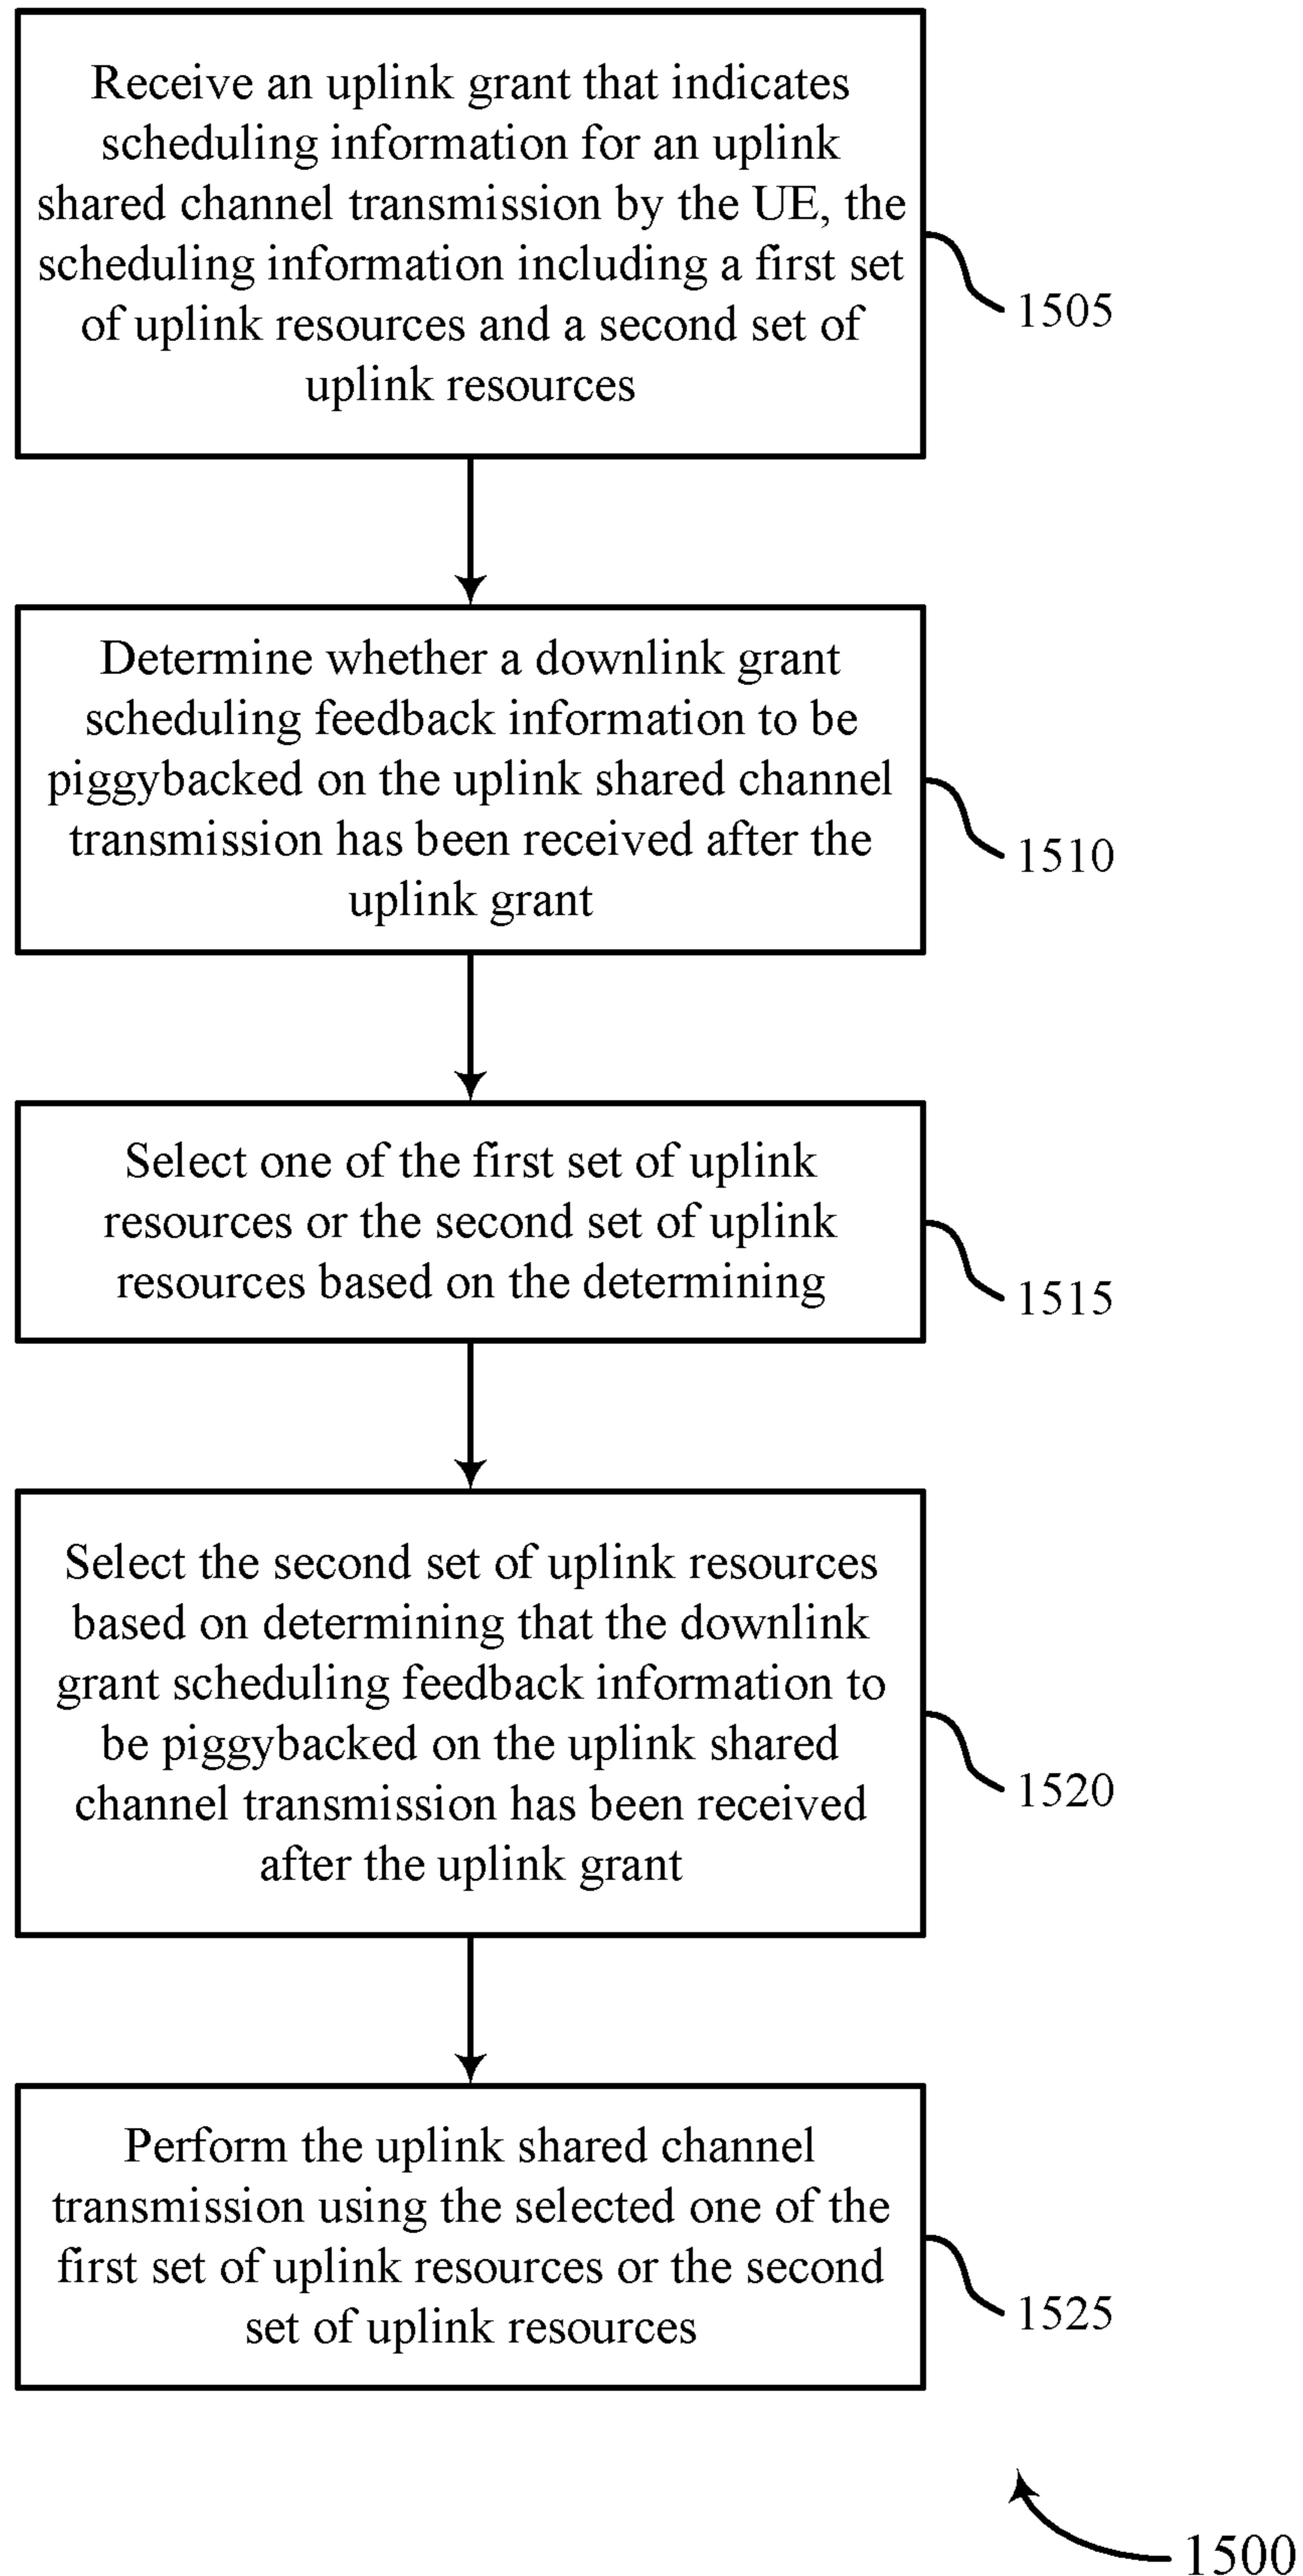 Receive an uplink grant that indicates
scheduling information for an uplink
shared channel transmission by the UE, the
scheduling information including a first set
of uplink resources and a second set of
uplink resources
1505
Determine whether a downlink grant
scheduling feedback information to be
piggybacked on the uplink shared channel
transmission has been received after the
uplink grant
1510
Select one of the first set of uplink
resources or the second set of uplink
resources based on the determining
1515
Select the second set of uplink resources
based on determining that the downlink
grant scheduling feedback information to
be piggybacked on the uplink shared
channel transmission has been received
after the uplink grant
1520
Perform the uplink shared channel
transmission using the selected one of the
first set of uplink resources or the second
set of uplink resources
1525
1500